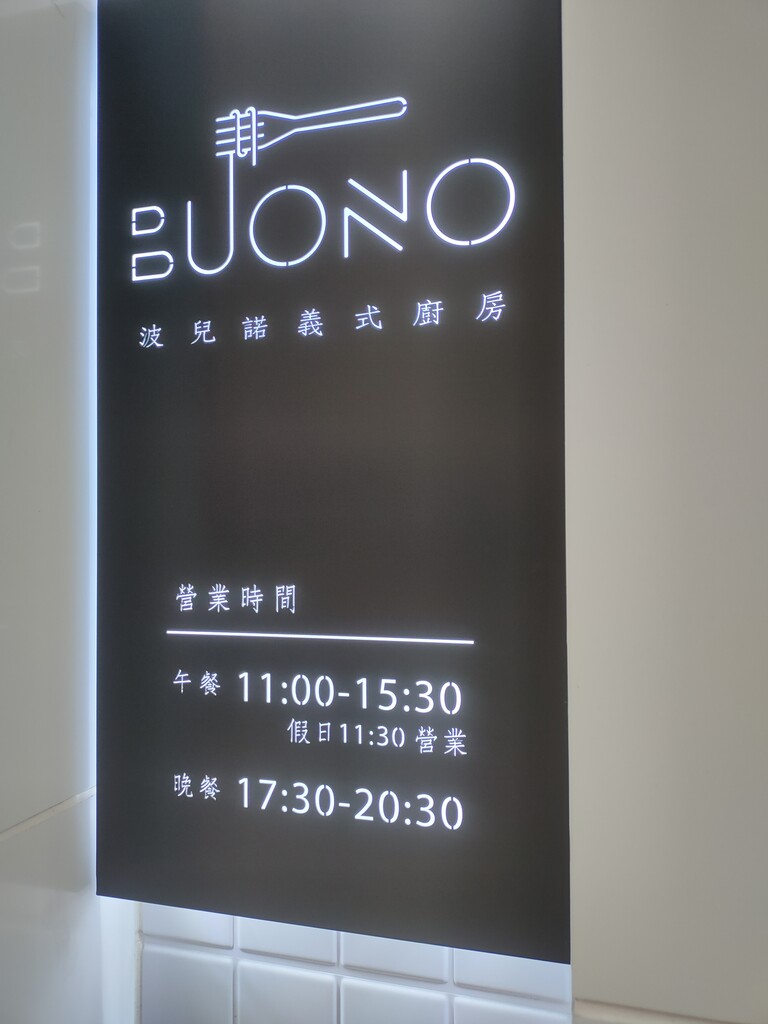 BUONO
波兒諾義式廚房
營業時間
午餐 11:00-15:30
假日11:30 營業
晚餐 17:30-20:30